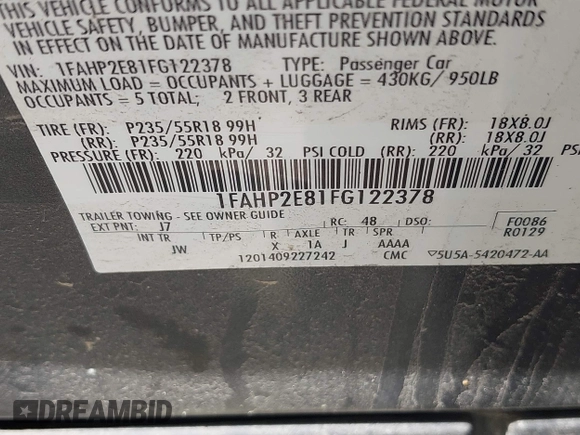 THIS VEHICLE CONFORMS TO ALL APPLICABLE FEDERAL MOTOR
VEHICLE SAFETY, BUMPER, AND THEFT PREVENTION STANDARDS
IN EFFECT ON THE DATE OF MANUFACTURE SHOWN ABOVE.
VIN: 1FAHP2E81FG122378 TYPE: Passenger Car
MAXIMUM LOAD = OCCUPANTS + LUGGAGE = 430KG/ 950LB
OCCUPANTS = 5 TOTAL; 2 FRONT, 3 REAR
TIRE (FR): P235/55R18 99H RIMS (FR): 18X8.0J
(RR): P235/55R18 99H (RR): 18X8.0J
PRESSURE (FR): 220 kPa/ 32 PSI COLD (RR): 220 kPa/ 32
1FAHP2E81FG122378
TRAILER TOWING - SEE OWNER GUIDE
EXT PNT: J7 RC: 48 DSO: F0086
INT TR TP/PS R AXLE TR SPR R0129
JW X 1A J AAAA
1201409227242 CMC ▽5U5A-5420472-AA
DREAMBID